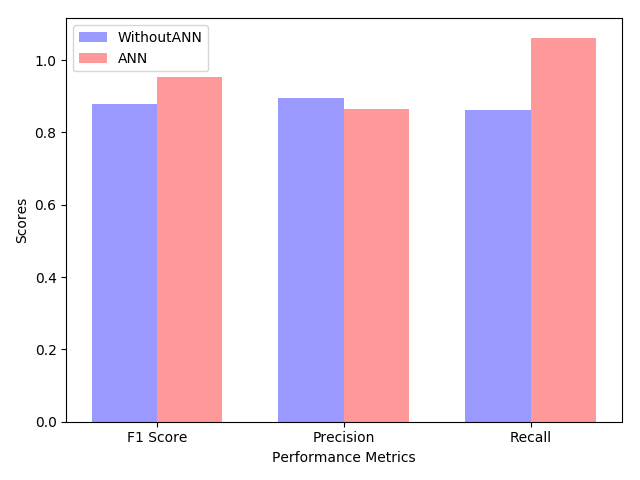 WithoutANN
ANN
Scores
1.0
0.8
0.6
0.4
0.2
0.0
F1 Score
Precision
Recall
Performance Metrics